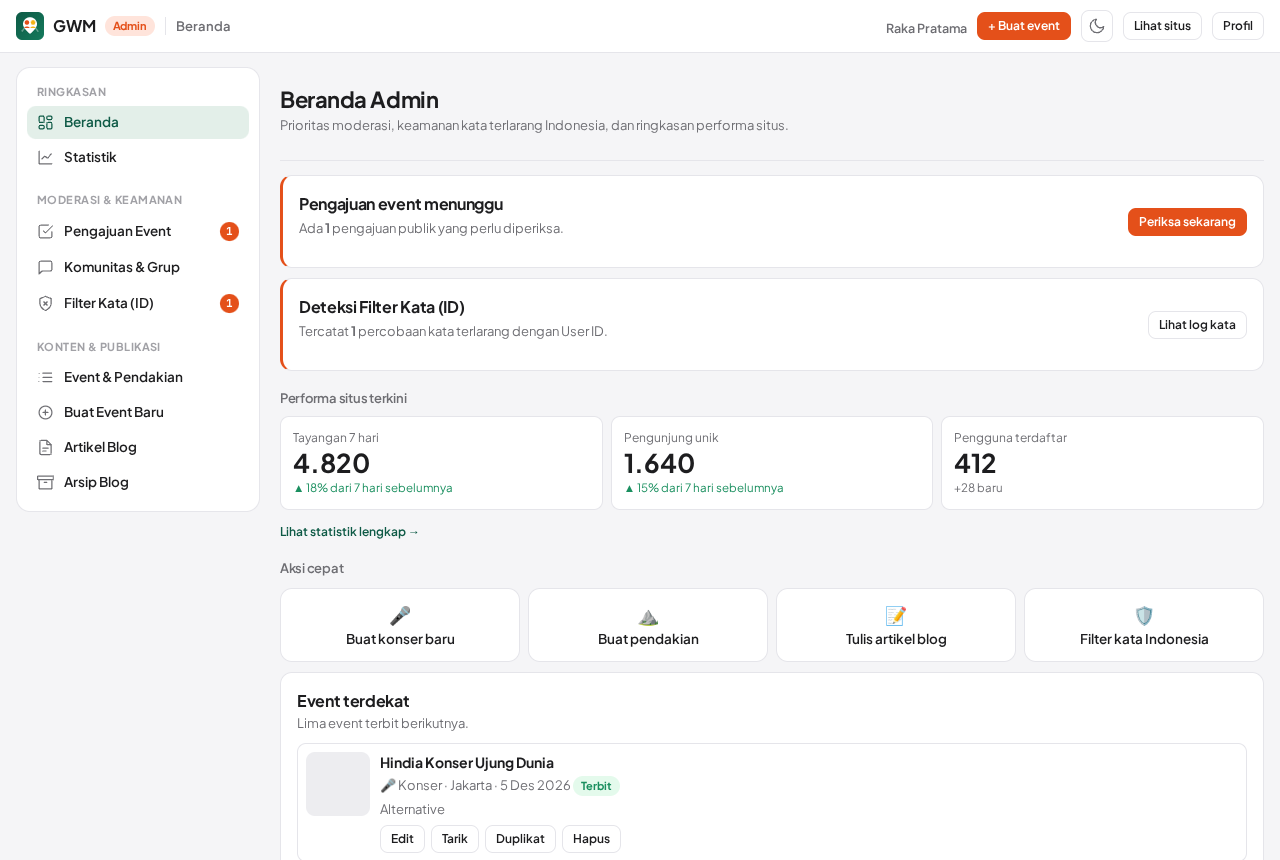 GWM Admin Beranda
Raka Pratama + Buat event Lihat situs Profil
RINGKASAN
Beranda
Statistik
MODERASI & KEAMANAN
Pengajuan Event 1
Komunitas & Grup
Filter Kata (ID) 1
KONTEN & PUBLIKASI
Event & Pendakian
Buat Event Baru
Artikel Blog
Arsip Blog
Beranda Admin
Prioritas moderasi, keamanan kata terlarang Indonesia, dan ringkasan performa situs.
Pengajuan event menunggu
Ada 1 pengajuan publik yang perlu diperiksa.
Periksa sekarang
Deteksi Filter Kata (ID)
Tercatat 1 percobaan kata terlarang dengan User ID.
Lihat log kata
Performa situs terkini
Tayangan 7 hari
4.820
▲ 18% dari 7 hari sebelumnya
Pengunjung unik
1.640
▲ 15% dari 7 hari sebelumnya
Pengguna terdaftar
412
+28 baru
Lihat statistik lengkap →
Aksi cepat
Buat konser baru
Buat pendakian
Tulis artikel blog
Filter kata Indonesia
Event terdekat
Lima event terbit berikutnya.
Hindia Konser Ujung Dunia
🎤 Konser · Jakarta · 5 Des 2026 Terbit
Alternative
Edit Tarik Duplikat Hapus